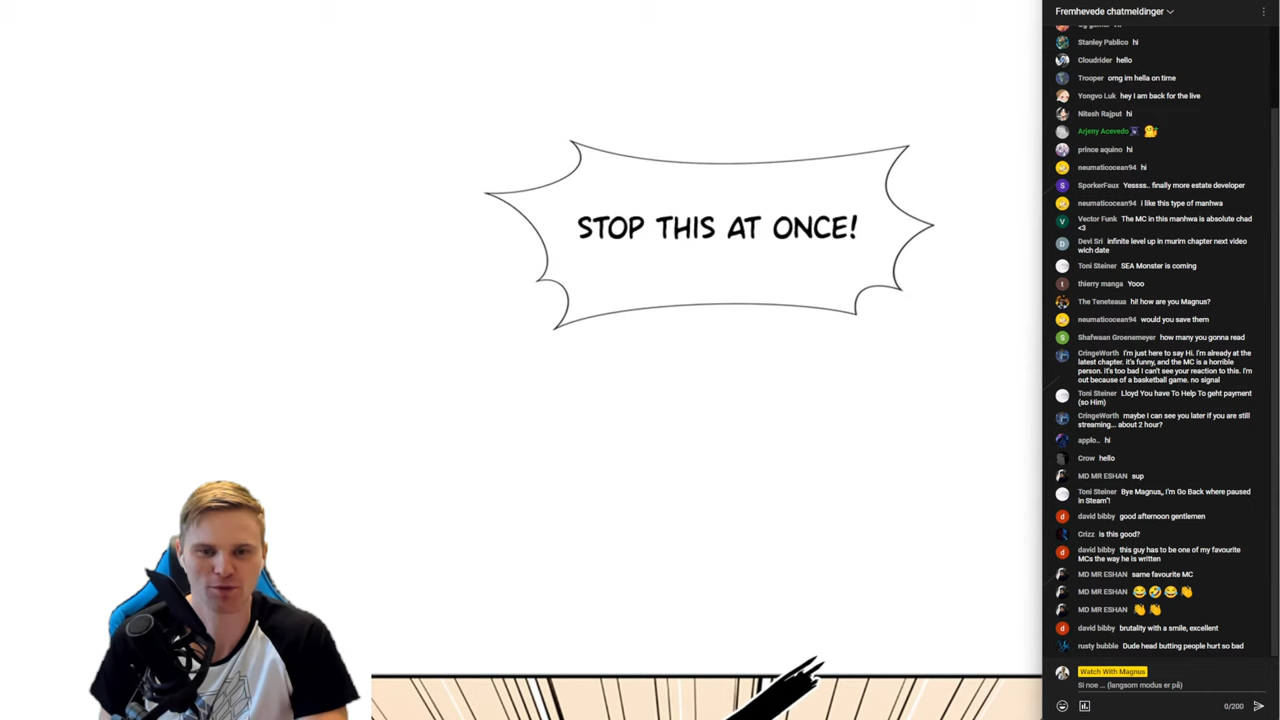 STOP THIS AT ONCE!
Fremhevede chatmeldinger
Stanley Pablico hi
Cloudrider hello
Trooper omg im hella on time
Yongvo Luk hey I am back for the live
Nitesh Rajput hi
Arjeny Acevedo
prince aquino hi
neumaticocean94 hi
S
SporkerFaux Yessss.. finally more estate developer
neumaticocean94 i like this type of manhwa
V
Vector Funk The MC in this manhwa is absolute chad
<3
Devi Sri infinite level up in murim chapter next video
wich date
Toni Steiner SEA Monster is coming
t
thierry manga Yooo
The Teneteaua hi! how are you Magnus?
neumaticocean94 would you save them
S
Shafwaan Groenemeyer how many you gonna read
CringeWorth I'm just here to say Hi. I'm already at the
latest chapter. it's funny, and the MC is a horrible
person. it's too bad I can't see your reaction to this. I'm
out because of a basketball game. no signal
Toni Steiner Lloyd You have To Help To geht payment
(so Him)
CringeWorth maybe I can see you later if you are still
streaming... about 2 hour?
applo.. hi
Crow hello
MD MR ESHAN sup
Toni Steiner Bye Magnus,, I'm Go Back where paused
in Steam"!
d
david bibby good afternoon gentlemen
Crizz is this good?
d
david bibby this guy has to be one of my favourite
MCs the way he is written
MD MR ESHAN same favourite MC
MD MR ESHAN 😂🤣😂👏
MD MR ESHAN 👏👏
d
david bibby brutality with a smile, excellent
rusty bubble Dude head butting people hurt so bad
Watch With Magnus
Si noe ... (langsom modus er på)
0/200